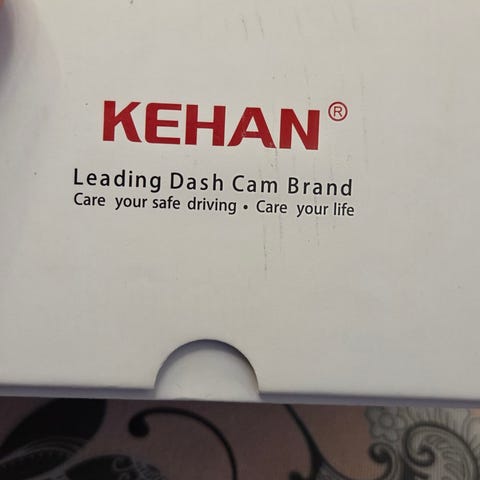 KEHAN®
Leading Dash Cam Brand
Care your safe driving • Care your life